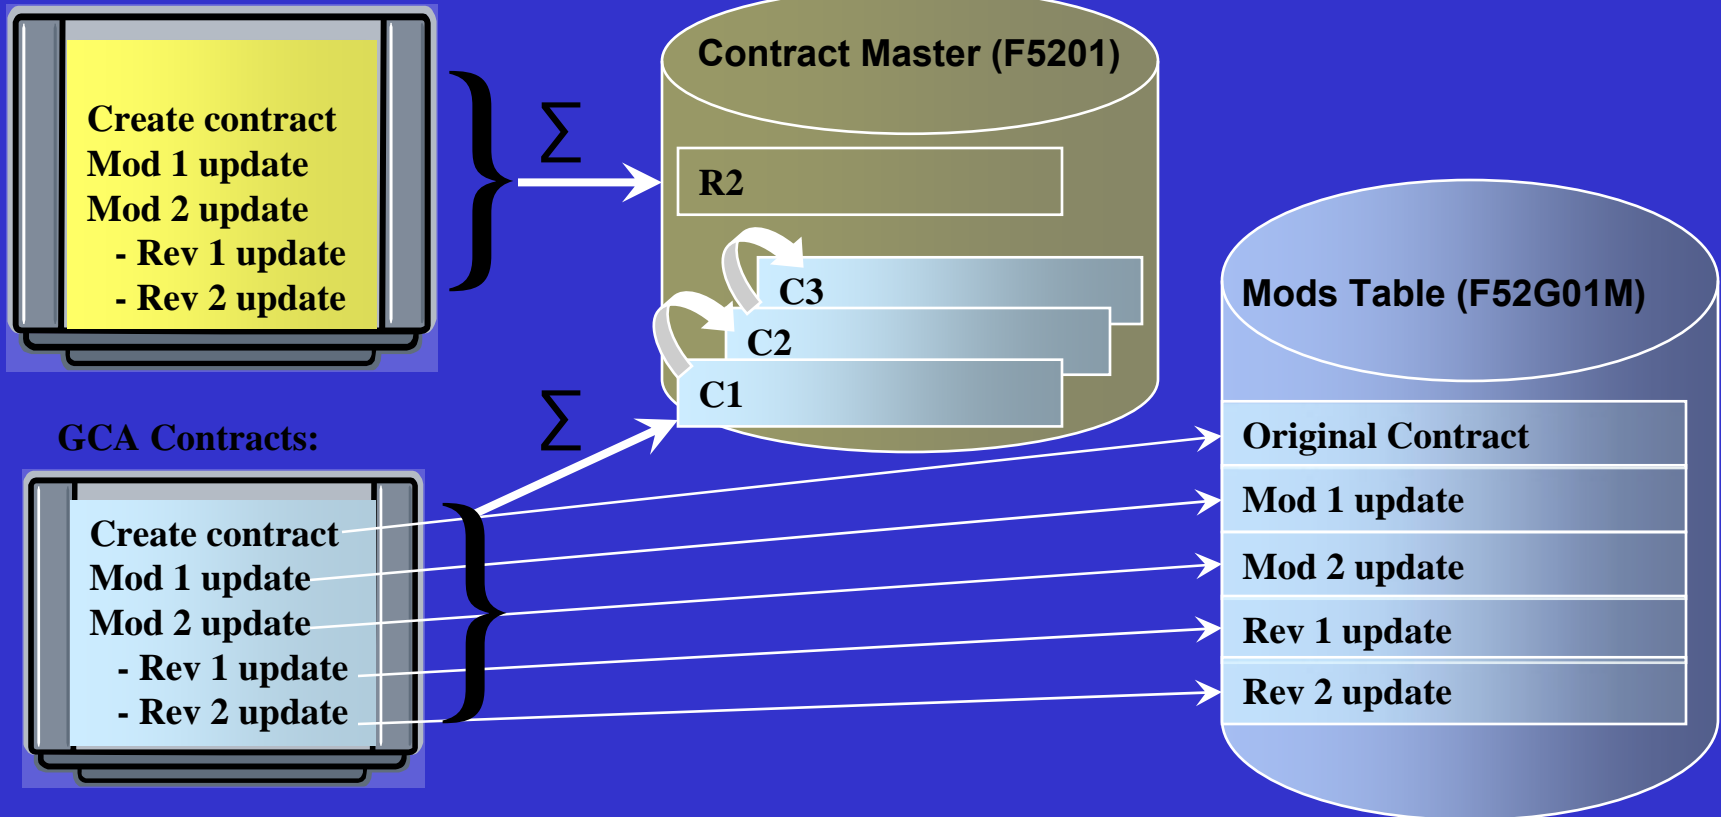 Create contract
Mod 1 update
Mod 2 update
- Rev 1 update
- Rev 2 update
∑
Contract Master (F5201)
R2
C3
C2
C1
∑
GCA Contracts:
Create contract
Mod 1 update
Mod 2 update
- Rev 1 update
- Rev 2 update
Mods Table (F52G01M)
Original Contract
Mod 1 update
Mod 2 update
Rev 1 update
Rev 2 update